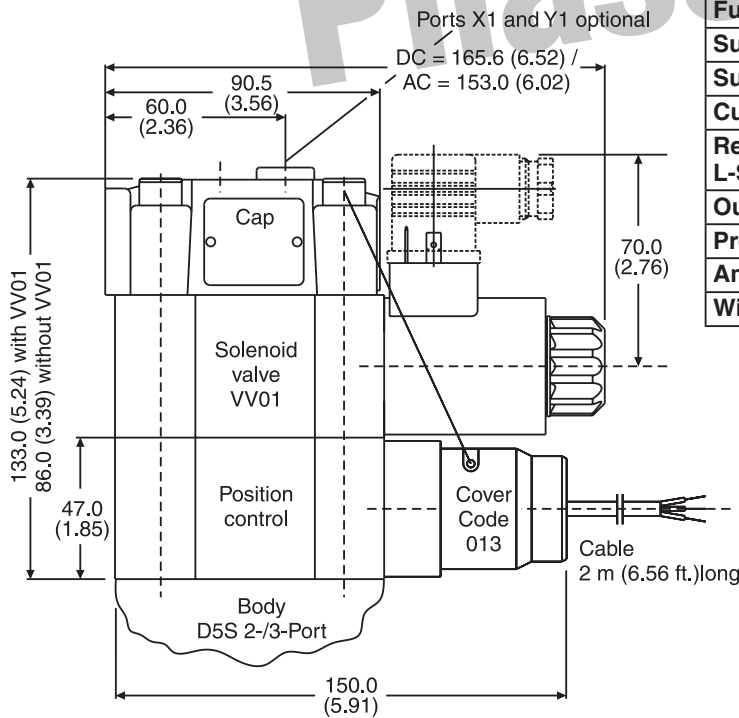 Ports X1 and Y1 optional
DC = 165.6 (6.52) /
AC = 153.0 (6.02)
90.5
(3.56)
60.0
(2.36)
Cap
70.0
(2.76)
133.0 (5.24) with VV01
86.0 (3.39) without VV01
Solenoid
valve
VV01
47.0
(1.85)
Position
control
Cover
Code
013
Cable
2 m (6.56 ft.)long
Body
D5S 2-/3-Port
150.0
(5.91)
Fu
Su
Su
Cu
Re
L-S
Ou
Pr
An
Wi